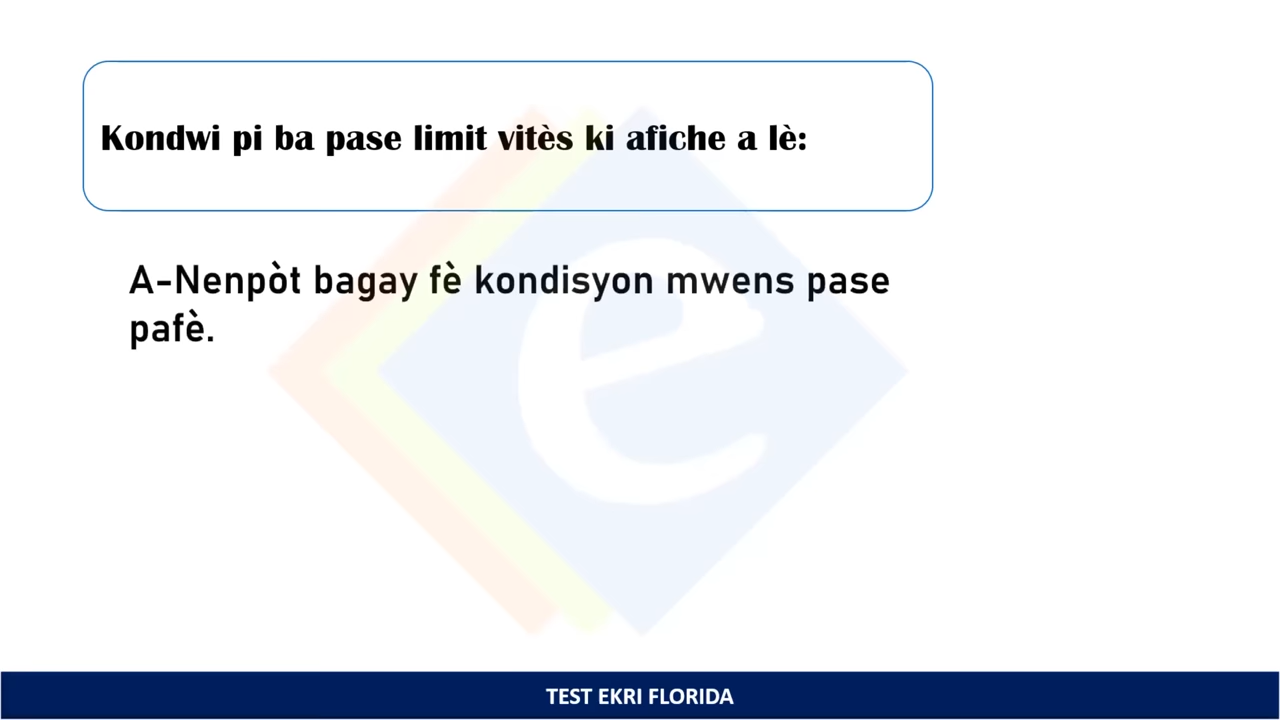 Kondwi pi ba pase limit vitès ki afiche a lè:
A-Nenpòt bagay fè kondisyon mwens pase
pafè.
e
TEST EKRI FLORIDA